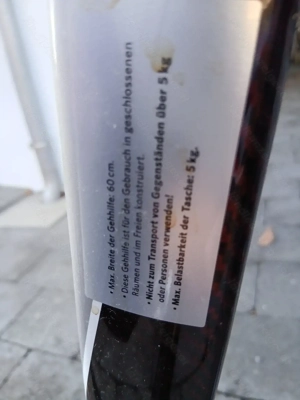 • Max. Breite der Gehhilfe: 60 cm.
• Diese Gehhilfe ist für den Gebrauch in geschlossenen
Räumen und im Freien konstruiert.
• Nicht zum Transport von Gegenständen über 5 kg
oder Personen verwenden!
• Max. Belastbarkeit der Tasche: 5 kg.